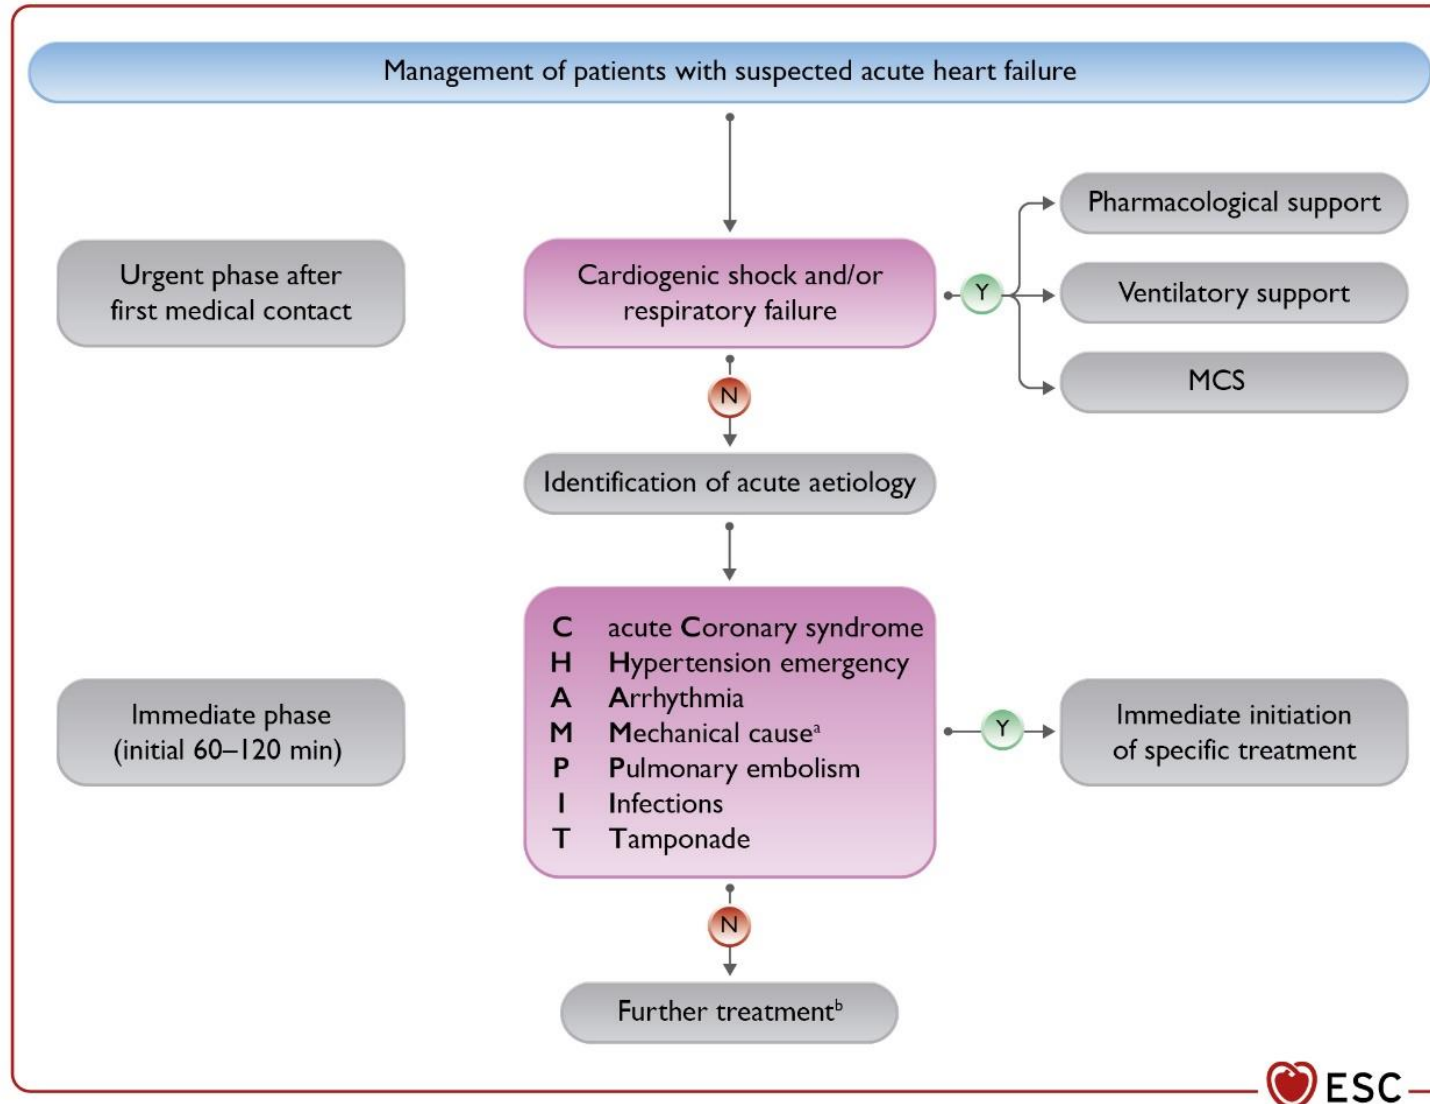 Management of patients with suspected acute heart failure
Urgent phase after
first medical contact
Cardiogenic shock and/or
respiratory failure
Y
Pharmacological support
Ventilatory support
MCS
N
Identification of acute aetiology
Immediate phase
(initial 60–120 min)
C acute Coronary syndrome
H Hypertension emergency
A Arrhythmia
M Mechanical causeᵃ
P Pulmonary embolism
I Infections
T Tamponade
Y
Immediate initiation
of specific treatment
N
Further treatmentᵇ
ESC